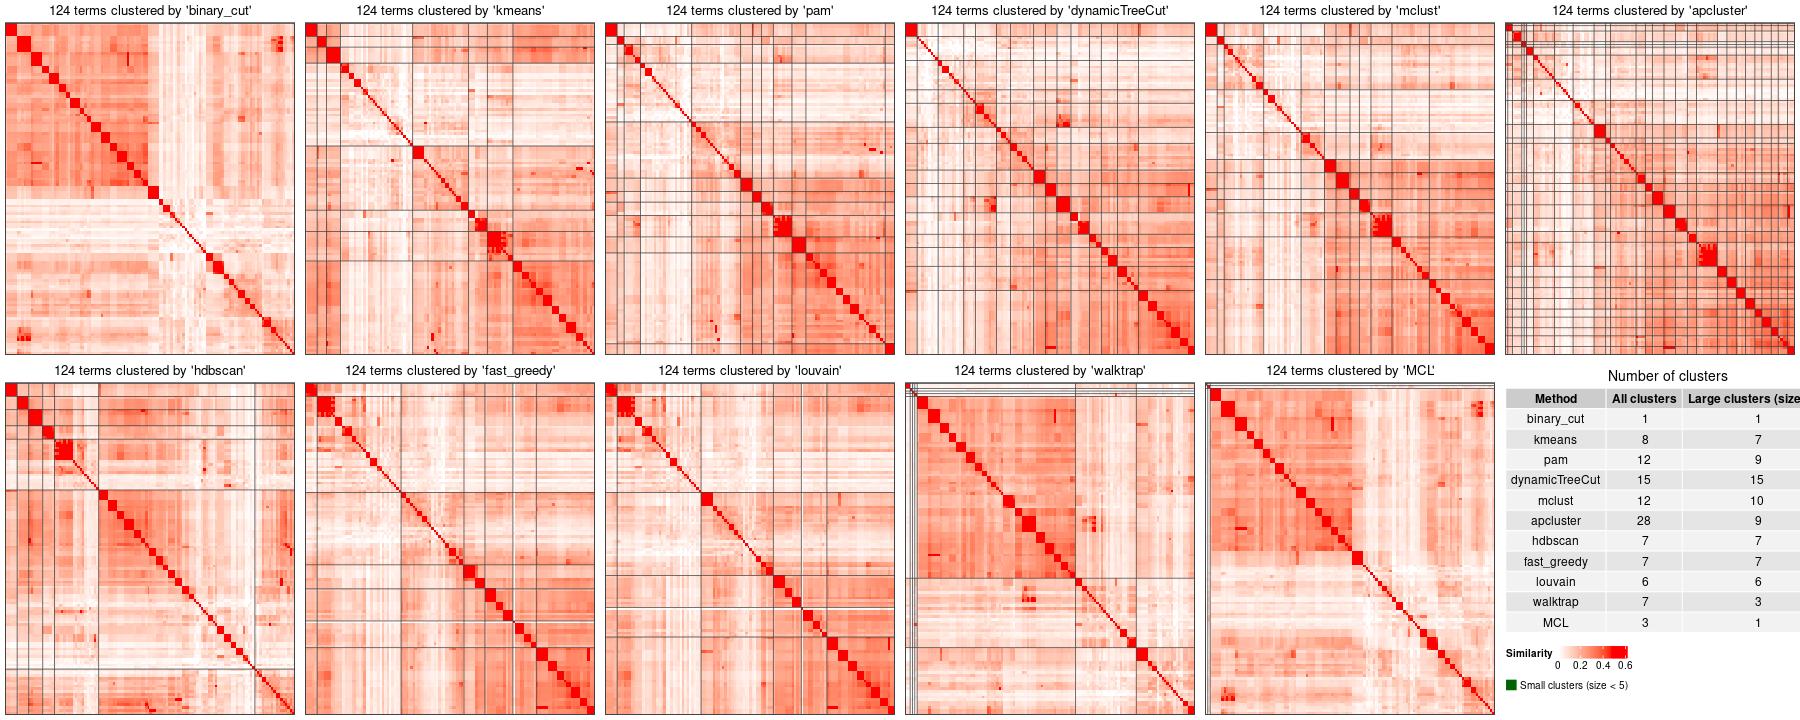 124 terms clustered by 'binary_cut'
124 terms clustered by 'kmeans'
124 terms clustered by 'pam'
124 terms clustered by 'dynamicTreeCut'
124 terms clustered by 'mclust'
124 terms clustered by 'apcluster'
124 terms clustered by 'hdbscan'
124 terms clustered by 'fast_greedy'
124 terms clustered by 'louvain'
124 terms clustered by 'walktrap'
124 terms clustered by 'MCL'
Number of clusters
Method All clusters Large clusters (size
binary_cut 1 1
kmeans 8 7
pam 12 9
dynamicTreeCut 15 15
mclust 12 10
apcluster 28 9
hdbscan 7 7
fast_greedy 7 7
louvain 6 6
walktrap 7 3
MCL 3 1
Similarity
0 0.2 0.4 0.6
Small clusters (size < 5)